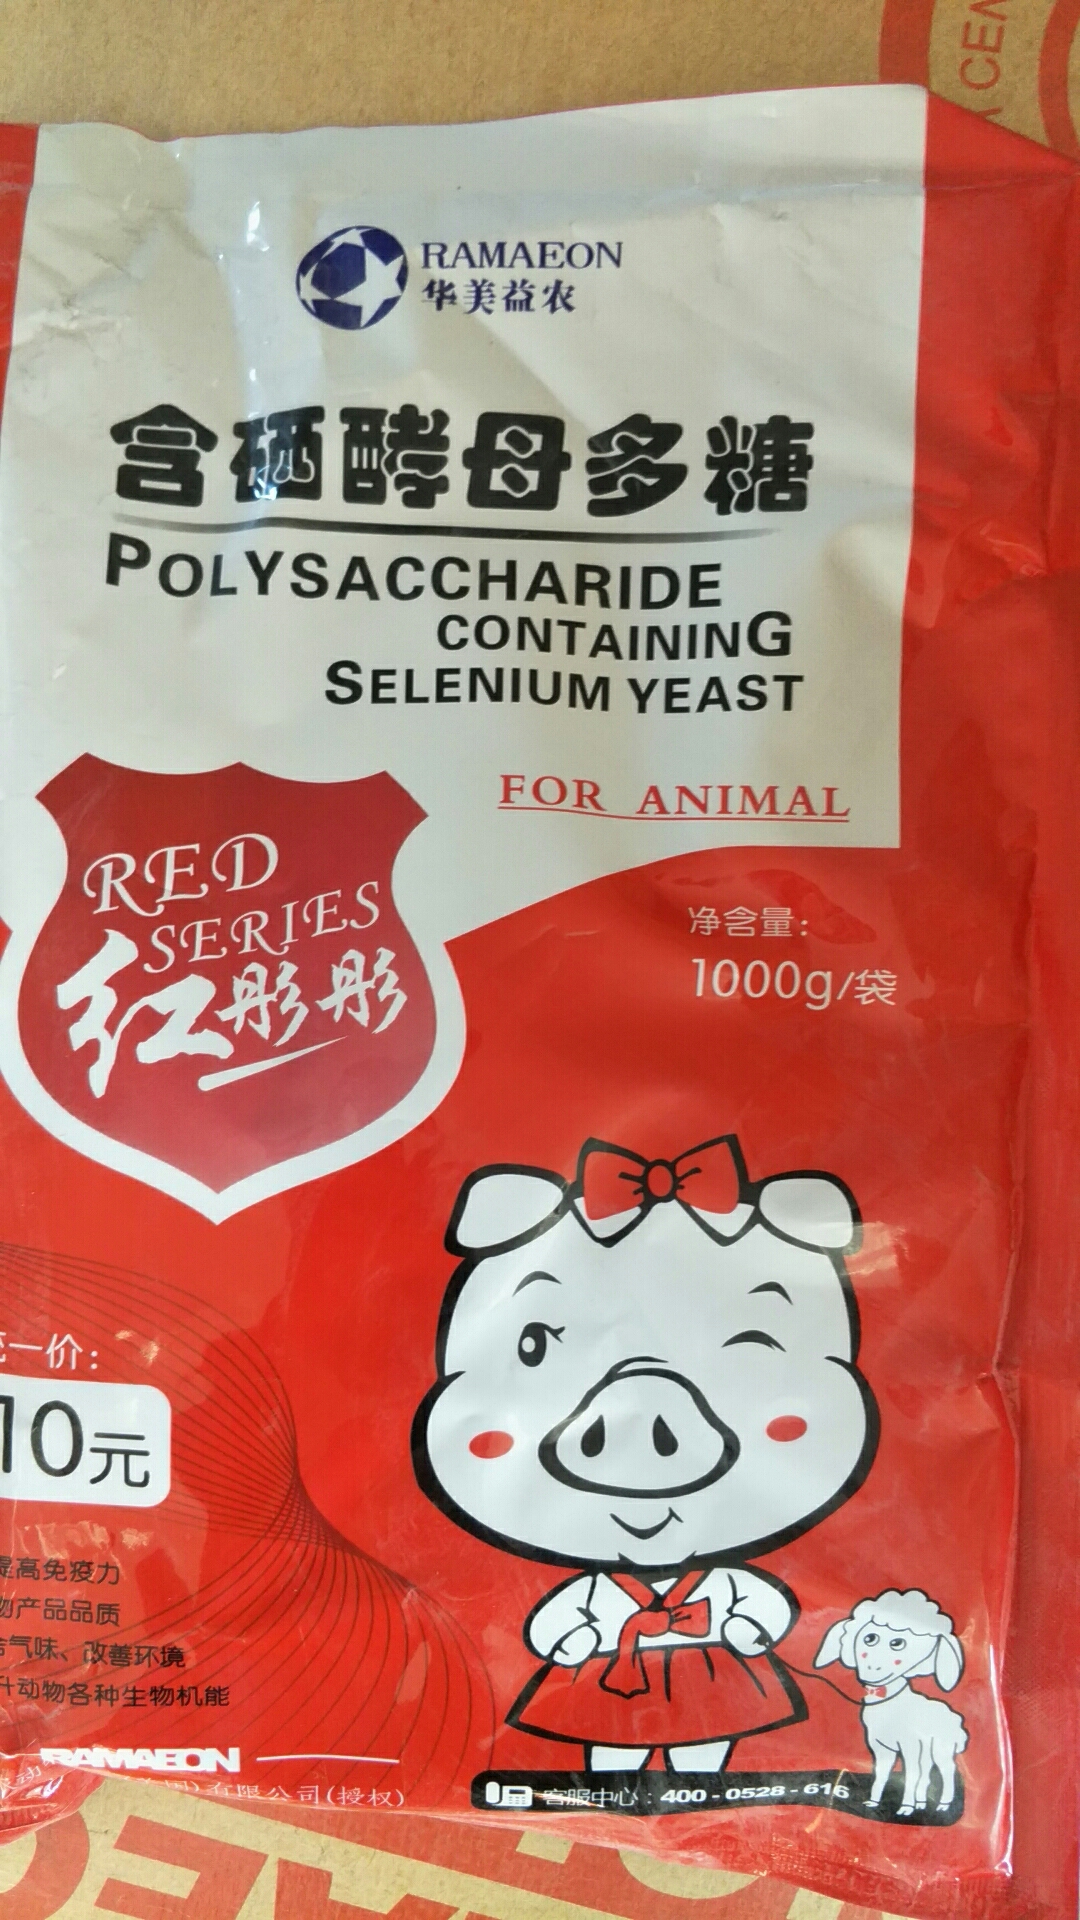 CEN
RAMAEON
华美益农
含硒酵母多糖
POLYSACCHARIDE
CONTAINING
SELENIUM YEAST
FOR ANIMAL
RED
SERIES
红彤彤
净含量:
1000g/袋
一价:
10元
提高免疫力
物产品品质
气味、改善环境
升动物各种生物机能
RAMAEON
有限公司(授权)
客服中心:400-0528-616